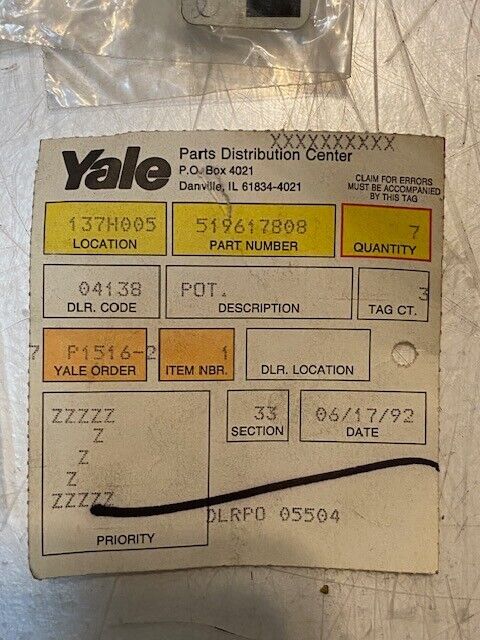 XXXXXXXXXX
Yale Parts Distribution Center
P.O. Box 4021
Danville, IL 61834-4021
CLAIM FOR ERRORS
MUST BE ACCOMPANIED
BY THIS TAG
137H005 519617808 7
LOCATION PART NUMBER QUANTITY
04138 POT. 3
DLR. CODE DESCRIPTION TAG CT.
7 P1516-2 1
YALE ORDER ITEM NBR. DLR. LOCATION
ZZZZZ 33 06/17/92
Z SECTION DATE
Z
Z
ZZZZZ
DLRPO 05504
PRIORITY